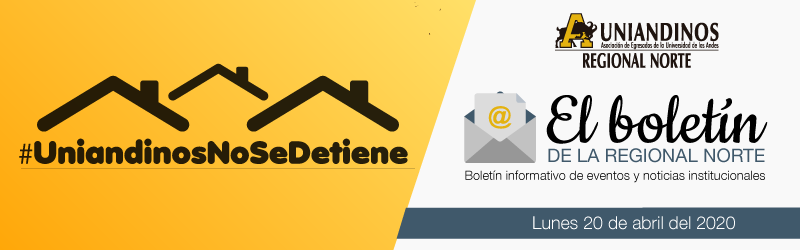 #UniandinosNoSeDetiene
UNIANDINOS
Asociación de Egresados de la Universidad de los Andes
REGIONAL NORTE
@
El boletín
DE LA REGIONAL NORTE
Boletín informativo de eventos y noticias institucionales
Lunes 20 de abril del 2020